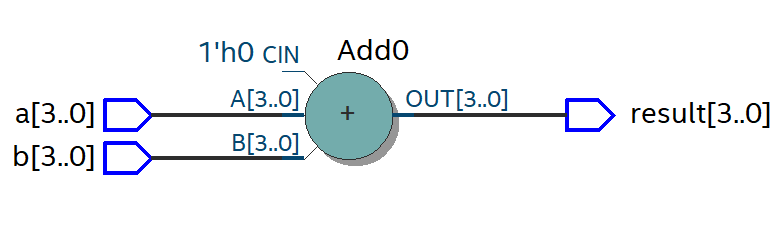 1'h0 CIN
Add0
a[3..0]
A[3..0]
+
OUT[3..0]
result[3..0]
b[3..0]
B[3..0]